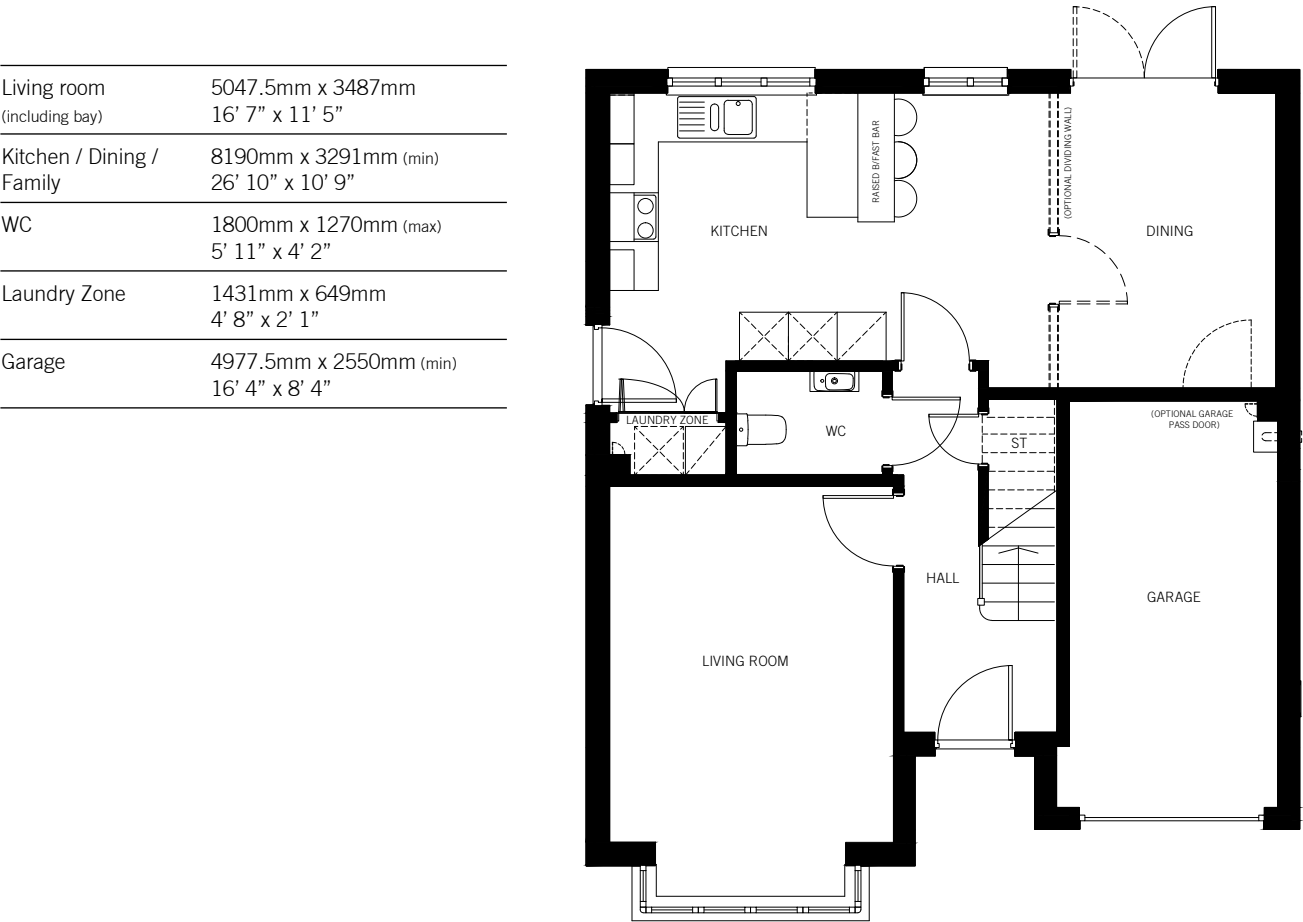 Living room 5047.5mm x 3487mm
(including bay) 16’ 7” x 11’ 5”
Kitchen / Dining / 8190mm x 3291mm (min)
Family 26’ 10” x 10’ 9”
WC 1800mm x 1270mm (max)
5’ 11” x 4’ 2”
Laundry Zone 1431mm x 649mm
4’ 8” x 2’ 1”
Garage 4977.5mm x 2550mm (min)
16’ 4” x 8’ 4”
RAISED B/FAST BAR
(OPTIONAL DIVIDING WALL)
KITCHEN
DINING
LAUNDRY ZONE
WC
ST
(OPTIONAL GARAGE
PASS DOOR)
HALL
GARAGE
LIVING ROOM